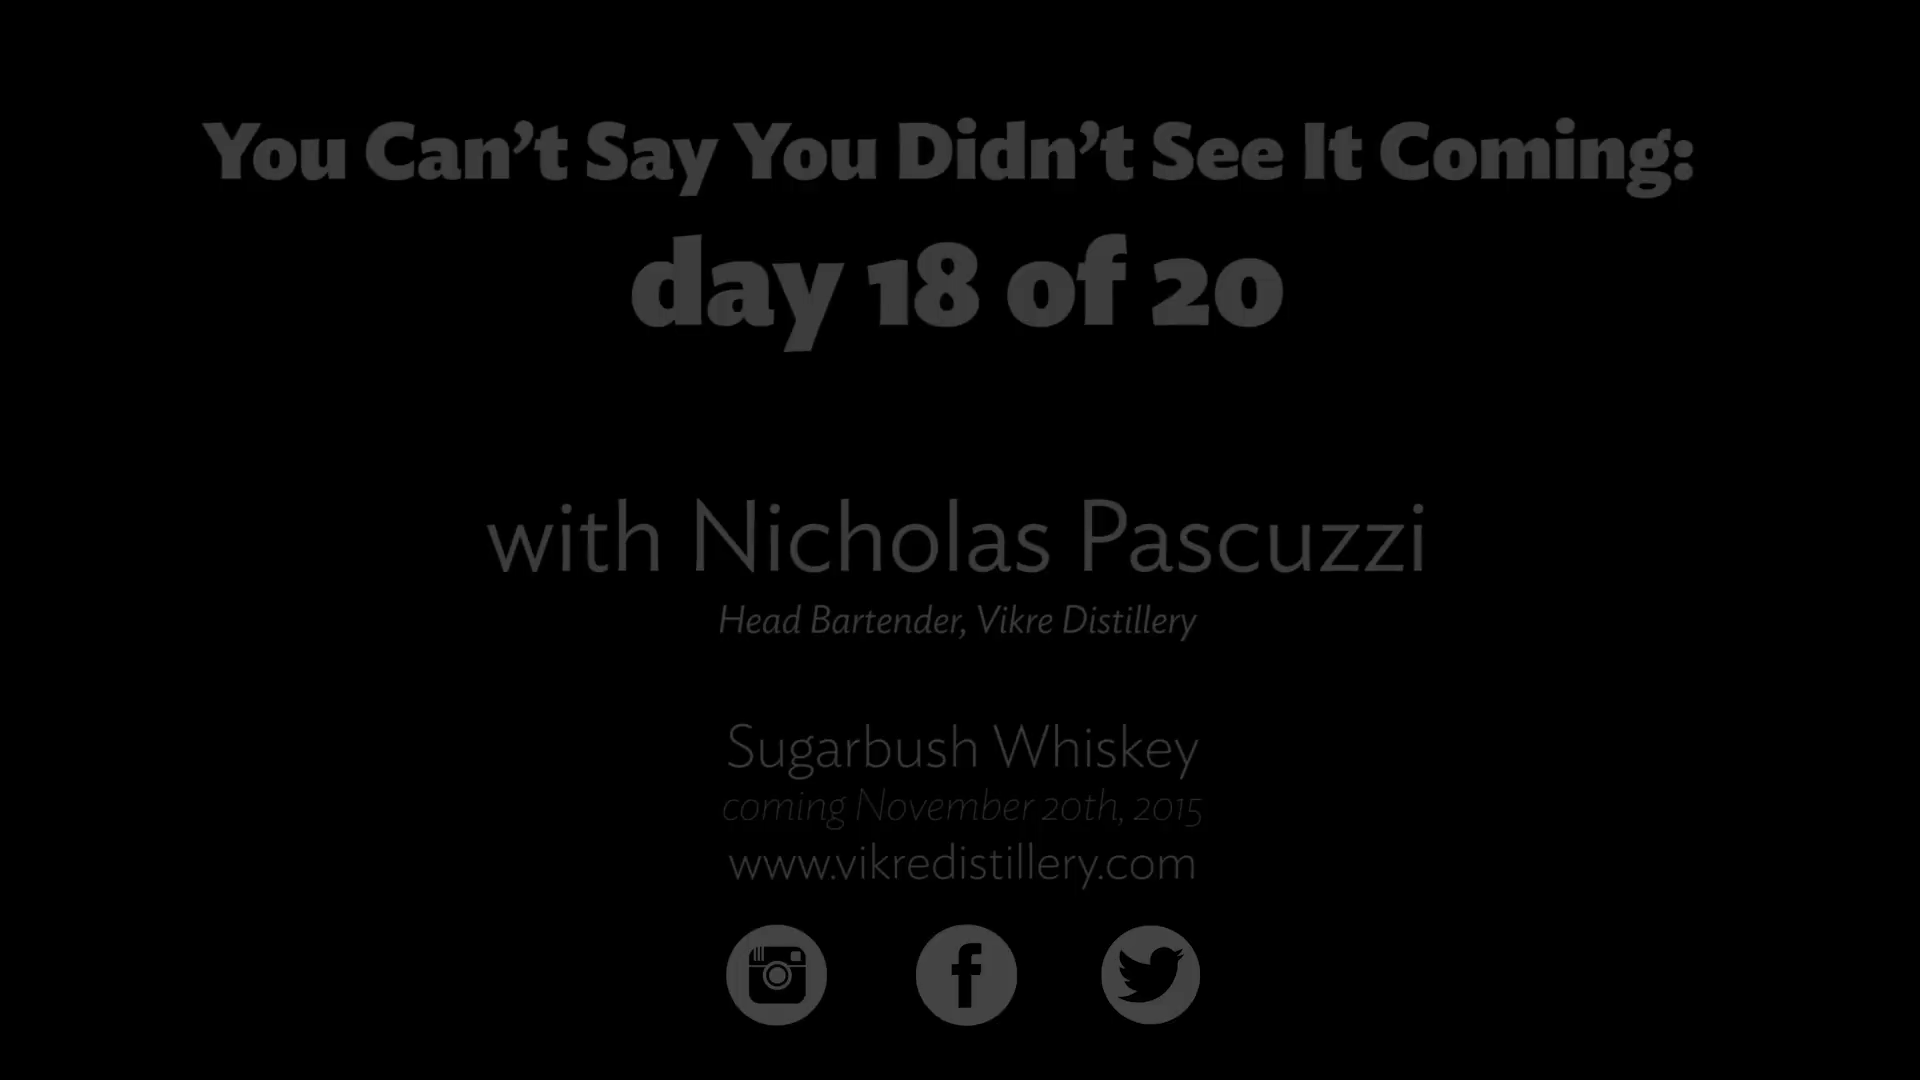 You Can’t Say You Didn’t See It Coming:
day 18 of 20
with Nicholas Pascuzzi
Head Bartender, Vikre Distillery
Sugarbush Whiskey
coming November 20th, 2015
www.vikredistillery.com